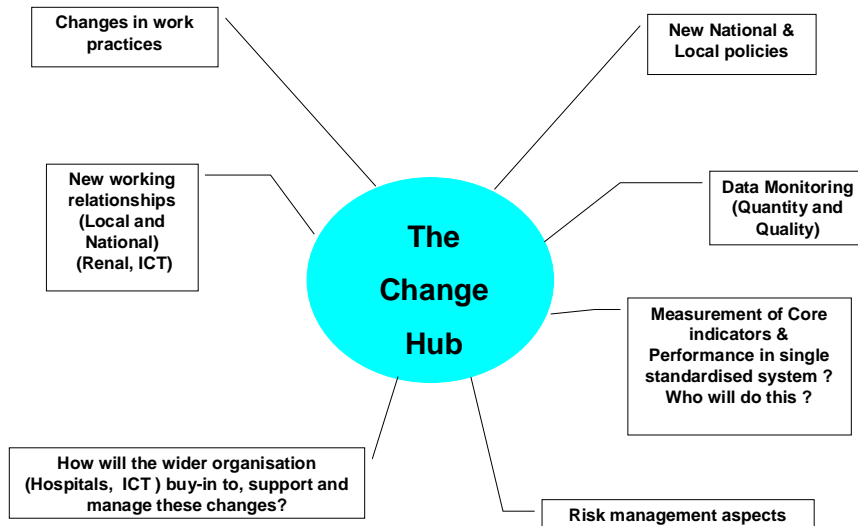 Changes in work
practices
New National &
Local policies
New working
relationships
(Local and
National)
(Renal, ICT)
The
Change
Hub
Data Monitoring
(Quantity and
Quality)
Measurement of Core
indicators &
Performance in single
standardised system ?
Who will do this ?
How will the wider organisation
(Hospitals,  ICT ) buy-in to, support and
manage these changes?
Risk management aspects